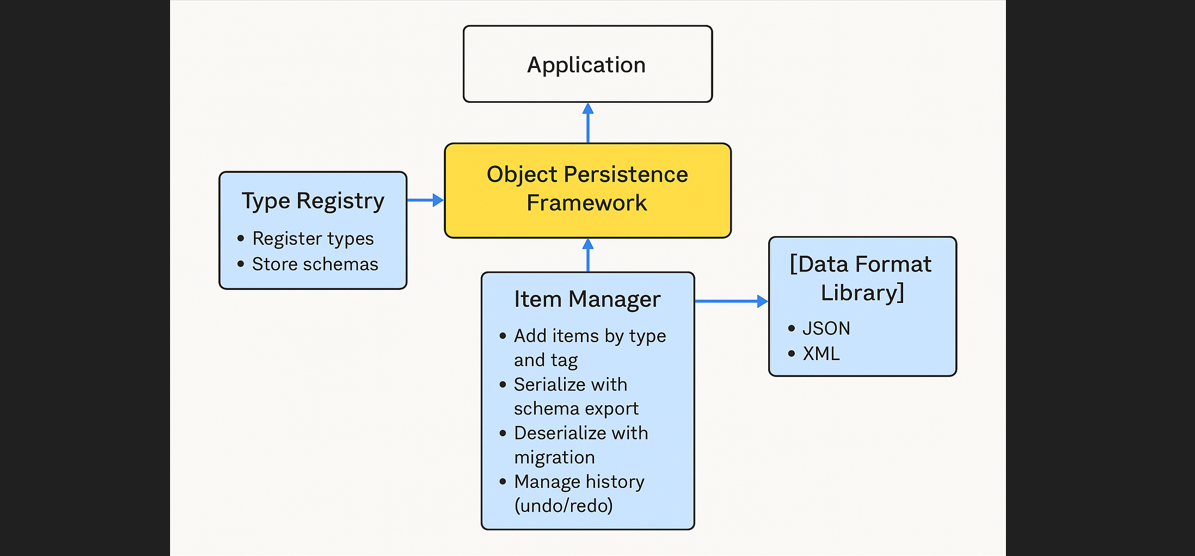 Application
Object Persistence
Framework
Type Registry
• Register types
• Store schemas
Item Manager
• Add items by type
and tag
• Serialize with
schema export
• Deserialize with
migration
• Manage history
(undo/redo)
[Data Format
Library]
• JSON
• XML